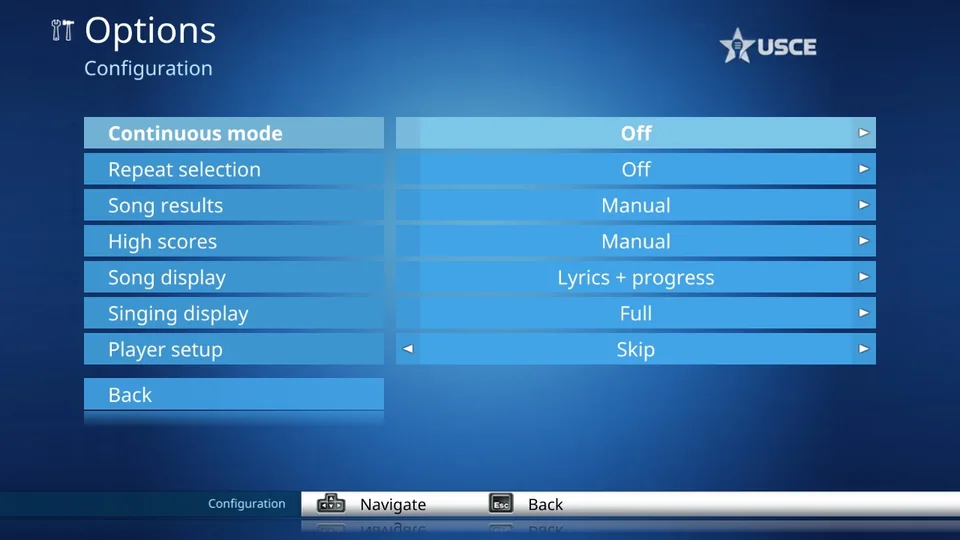 Options
Configuration
USCE
Continuous mode Off
Repeat selection Off
Song results Manual
High scores Manual
Song display Lyrics + progress
Singing display Full
Player setup Skip
Back
Configuration Navigate Esc Back